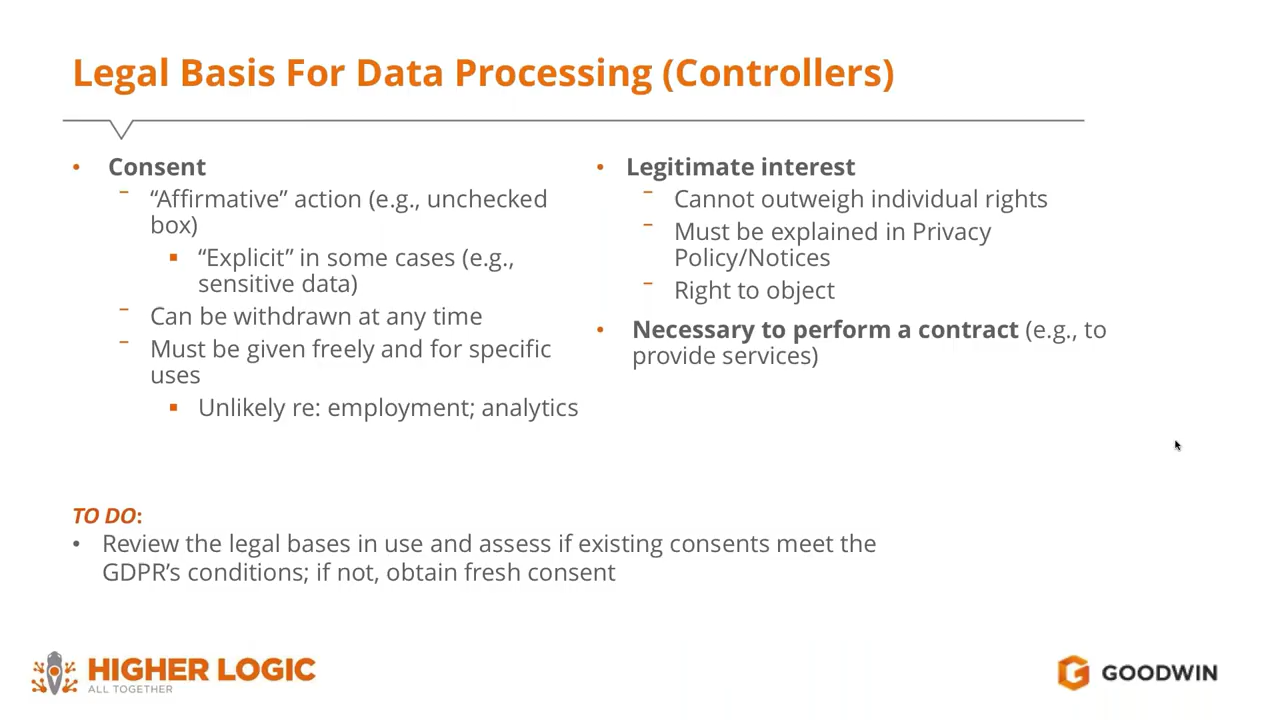 Legal Basis For Data Processing (Controllers)
• Consent
– “Affirmative” action (e.g., unchecked
box)
▪ “Explicit” in some cases (e.g.,
sensitive data)
– Can be withdrawn at any time
– Must be given freely and for specific
uses
▪ Unlikely re: employment; analytics
• Legitimate interest
– Cannot outweigh individual rights
– Must be explained in Privacy
Policy/Notices
– Right to object
• Necessary to perform a contract (e.g., to
provide services)
TO DO:
• Review the legal bases in use and assess if existing consents meet the
GDPR’s conditions; if not, obtain fresh consent
HIGHER LOGIC
ALL TOGETHER
GOODWIN